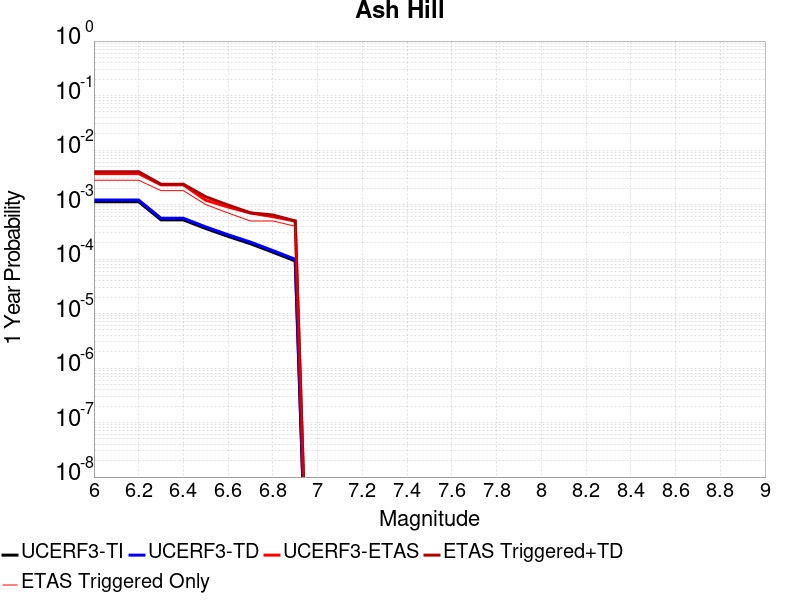 Ash Hill
10^0
10^-1
10^-2
10^-3
10^-4
10^-5
10^-6
10^-7
10^-8
1 Year Probability
6 6.2 6.4 6.6 6.8 7 7.2 7.4 7.6 7.8 8 8.2 8.4 8.6 8.8 9
Magnitude
UCERF3-TI UCERF3-TD UCERF3-ETAS ETAS Triggered+TD
ETAS Triggered Only